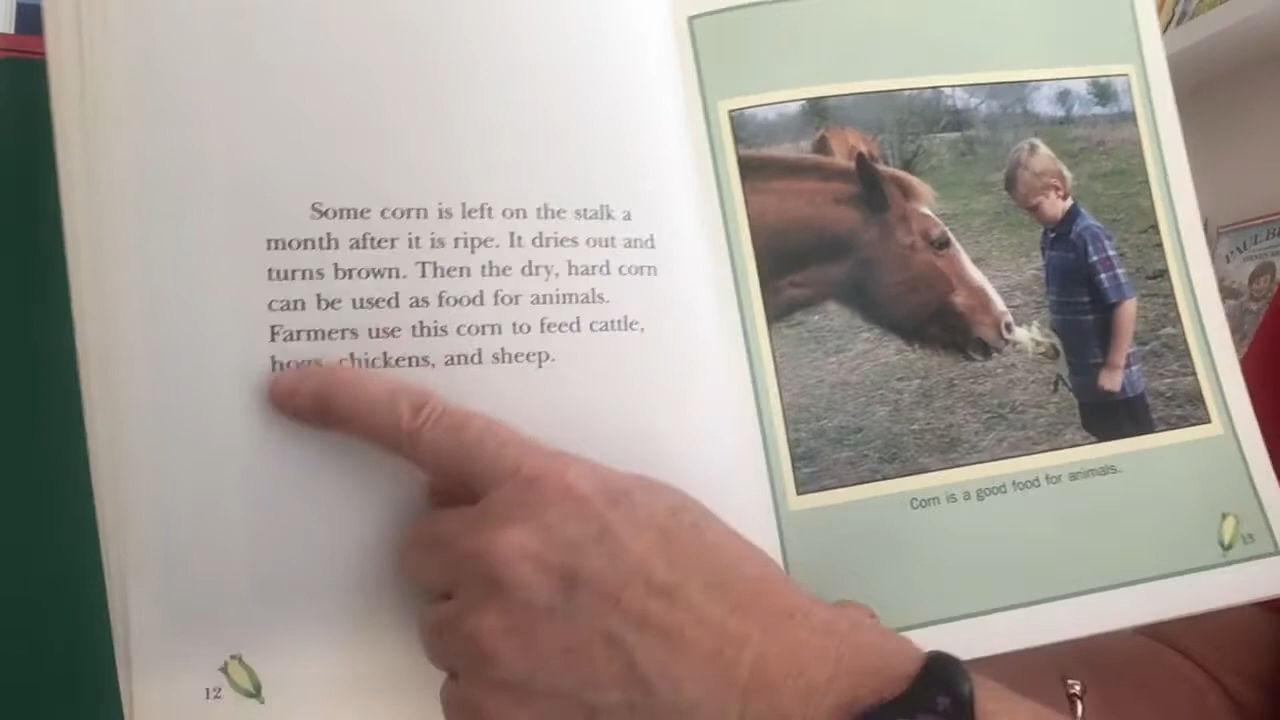 Some corn is left on the stalk a
month after it is ripe. It dries out and
turns brown. Then the dry, hard corn
can be used as food for animals.
Farmers use this corn to feed cattle,
hogs, chickens, and sheep.
12
Corn is a good food for animals.
13
PAUL B